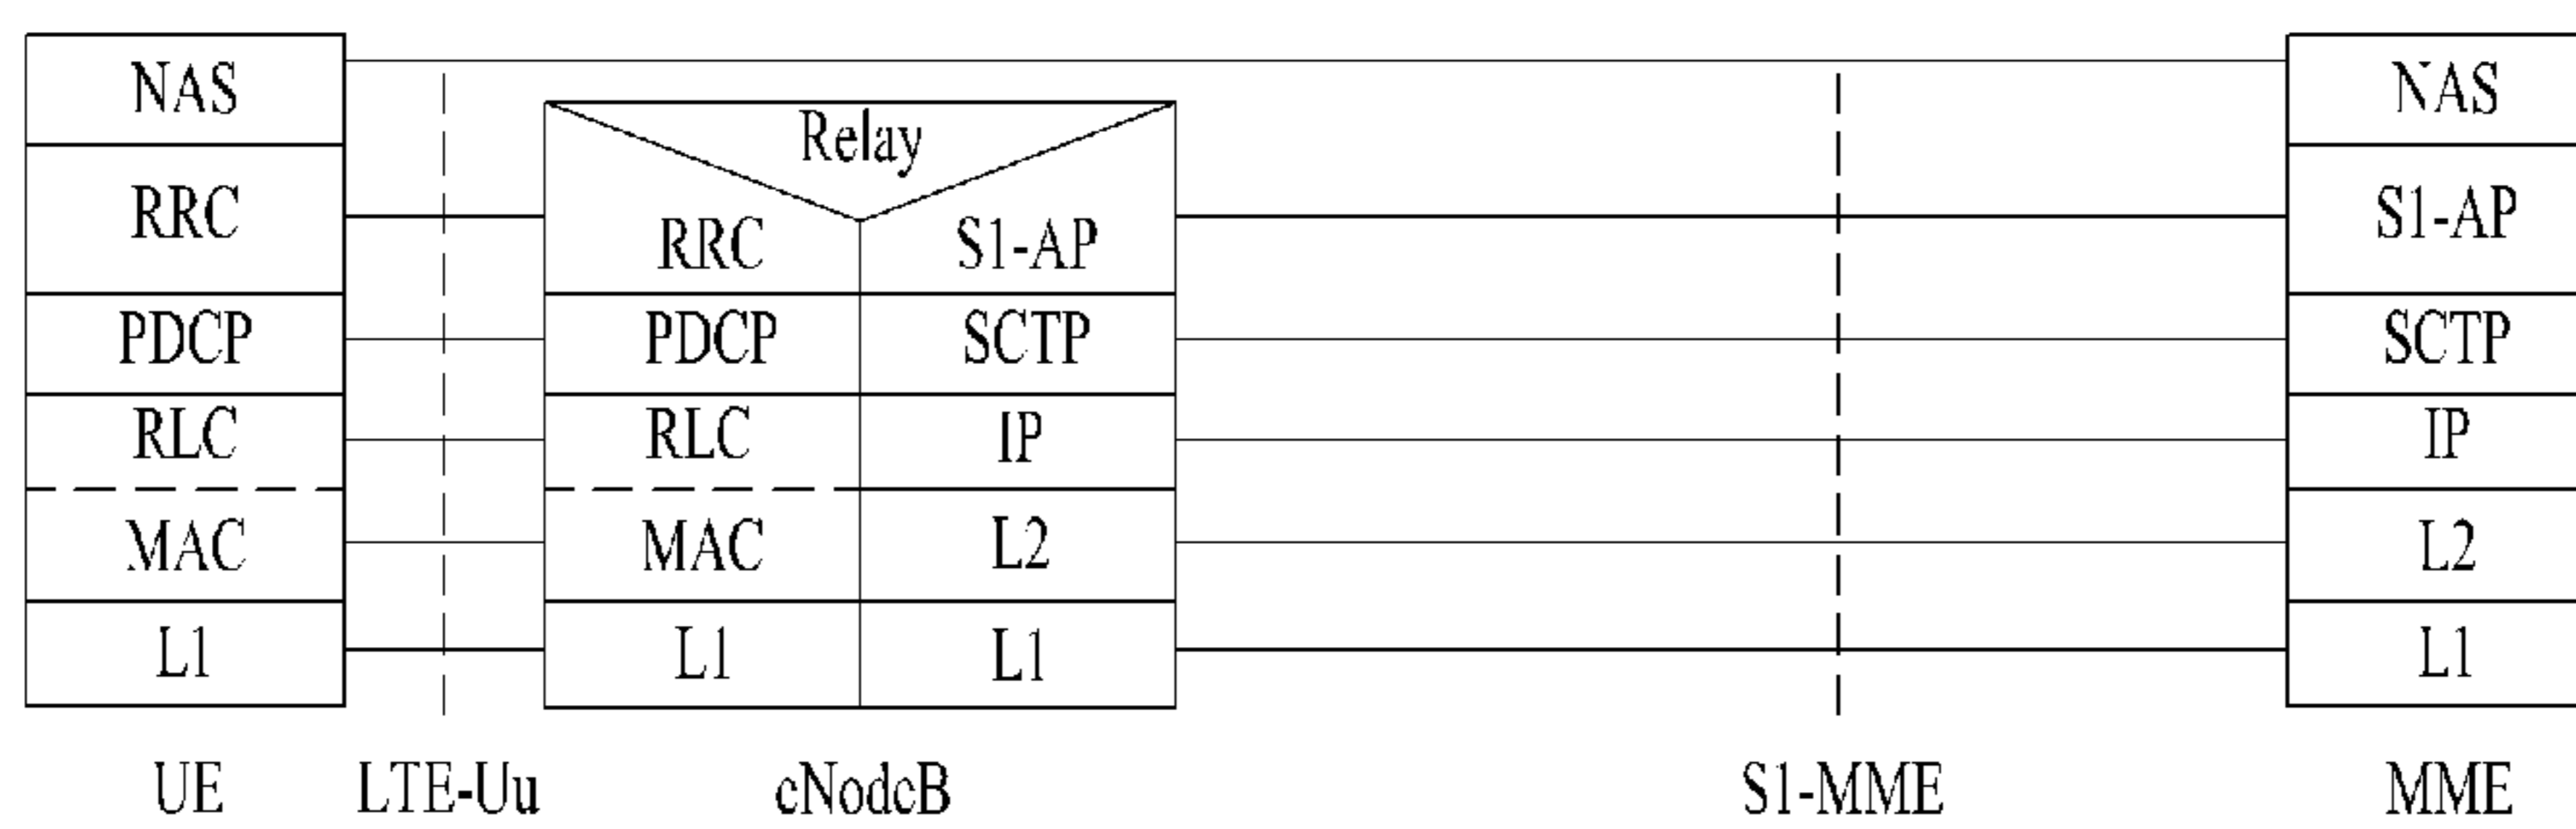 NAS NAS
Relay
RRC S1-AP
RRC S1-AP
PDCP PDCP SCTP SCTP
RLC RLC IP IP
MAC MAC L2 L2
L1 L1 L1 L1
UE LTE-Uu eNodeB S1-MME MME